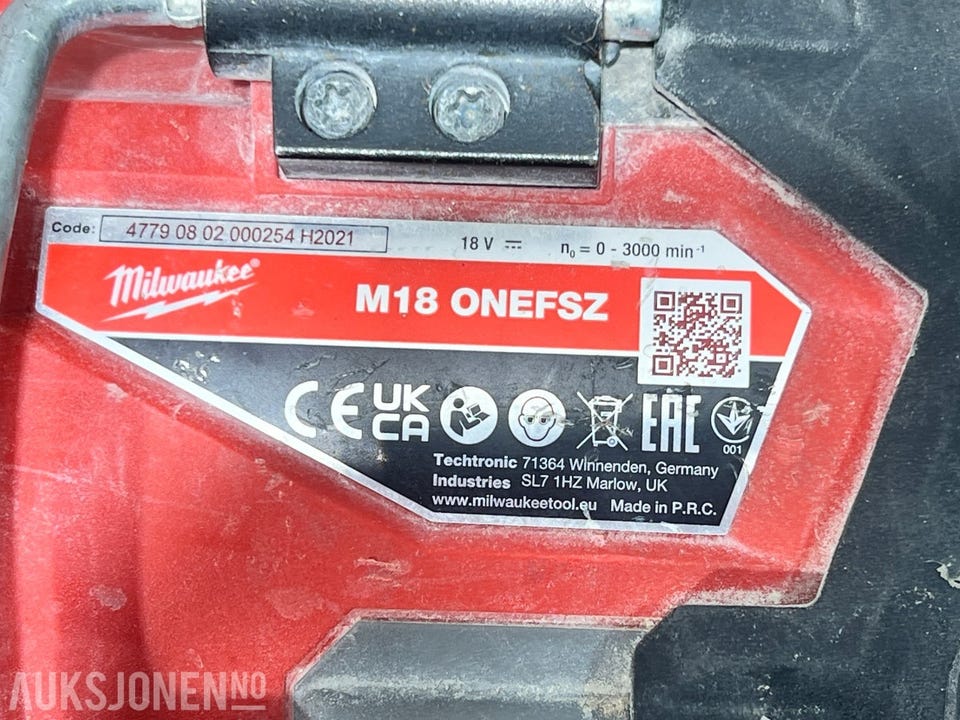 Code: 4779 08 02 000254 H2021 18 V n₀ = 0 - 3000 min⁻¹
Milwaukee®
M18 ONEFSZ
CE UK CA EAC 001
Techtronic 71364 Winnenden, Germany
Industries SL7 1HZ Marlow, UK
www.milwaukeetool.eu Made in P.R.C.
AUKSJONEN.NO